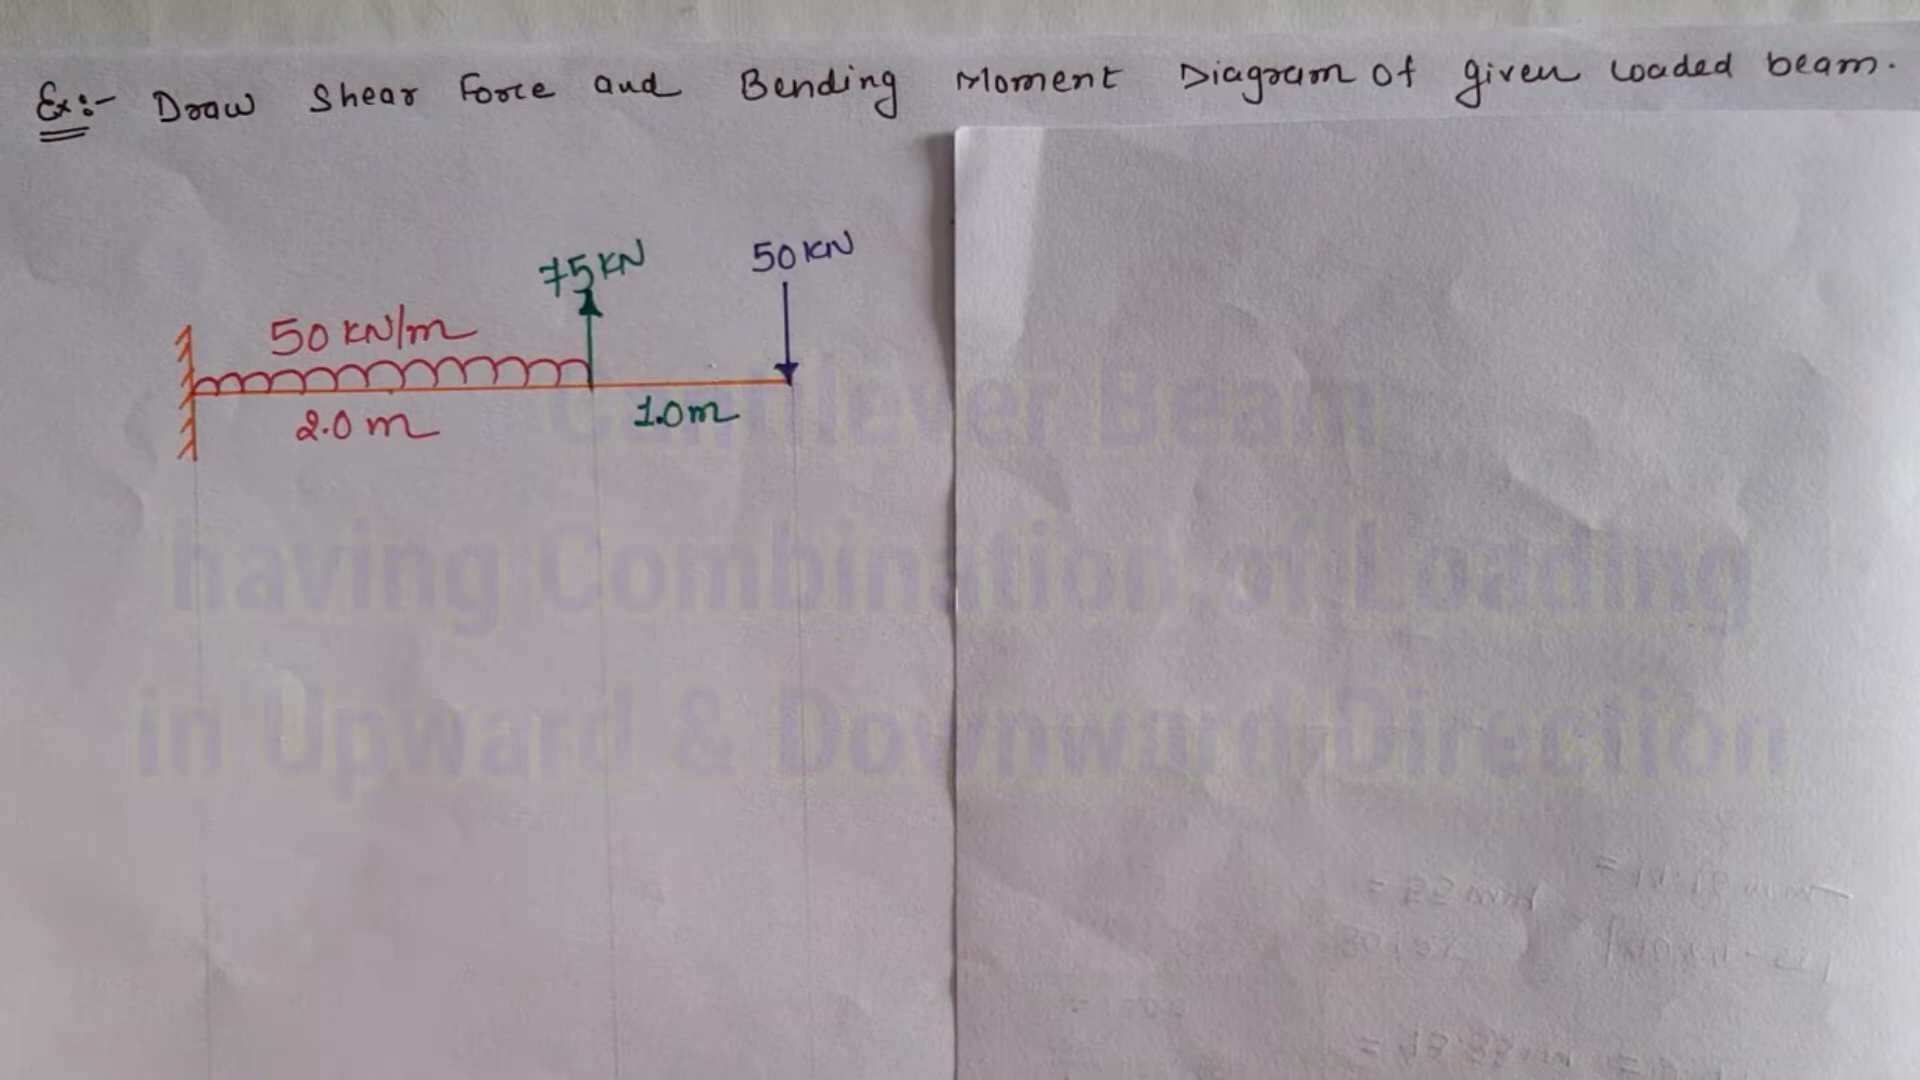 Ex:- Draw Shear Force and Bending Moment Diagram of given loaded beam.
75 KN
50 KN
50 KN/m
2.0 m
1.0m
Cantilever Beam
having Combination of Loading
in Upward & Downward Direction